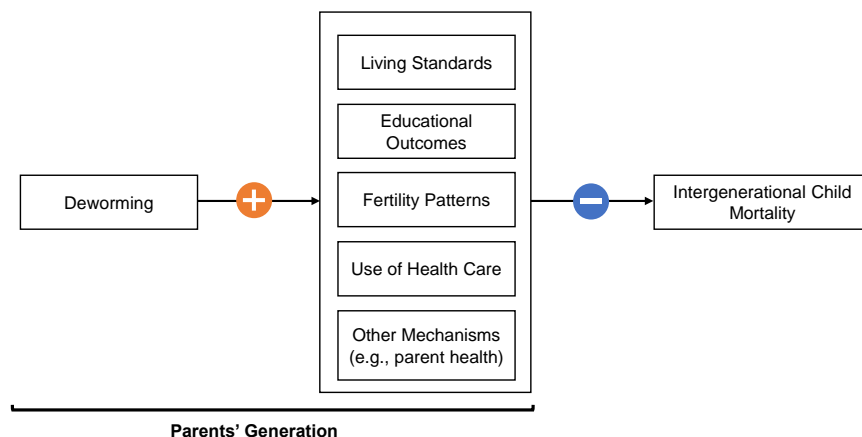 Living Standards
Educational
Outcomes
Deworming
Fertility Patterns
Intergenerational Child
Mortality
Use of Health Care
Other Mechanisms
(e.g., parent health)
Parents’ Generation